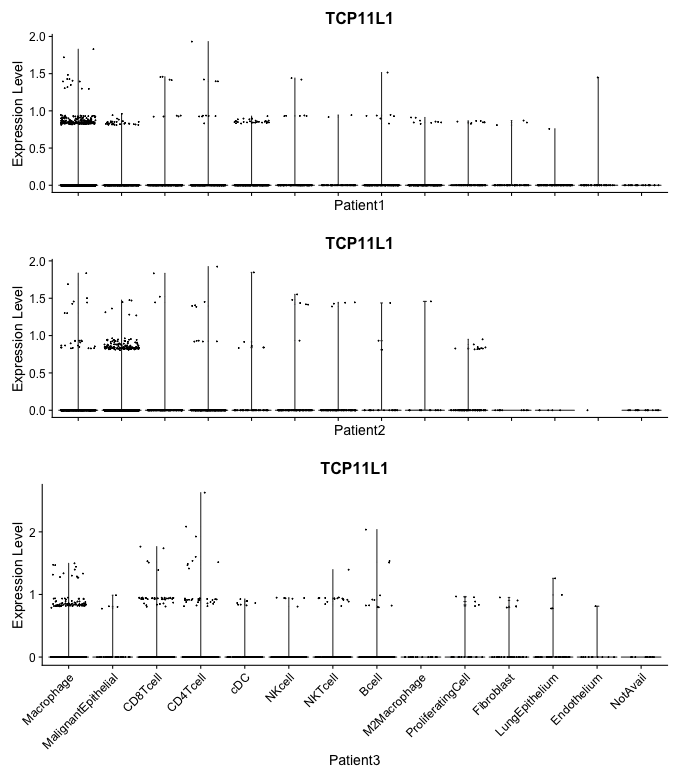 TCP11L1
Expression Level
2.0
1.5
1.0
0.5
0.0
Patient1
TCP11L1
Expression Level
2.0
1.5
1.0
0.5
0.0
Patient2
TCP11L1
Expression Level
2
1
0
Macrophage
MalignantEpithelial
CD8Tcell
CD4Tcell
cDC
NKcell
NKTcell
Bcell
M2Macrophage
ProliferatingCell
Fibroblast
LungEpithelium
Endothelium
NotAvail
Patient3